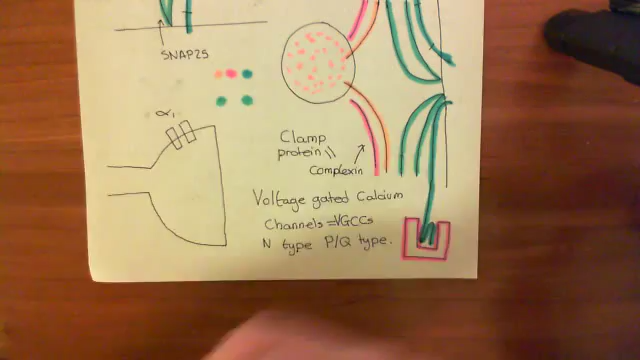 SNAP25
α1
Clamp
protein \\
Complexin
Voltage gated Calcium
Channels =VGCCs
N type P/Q type.